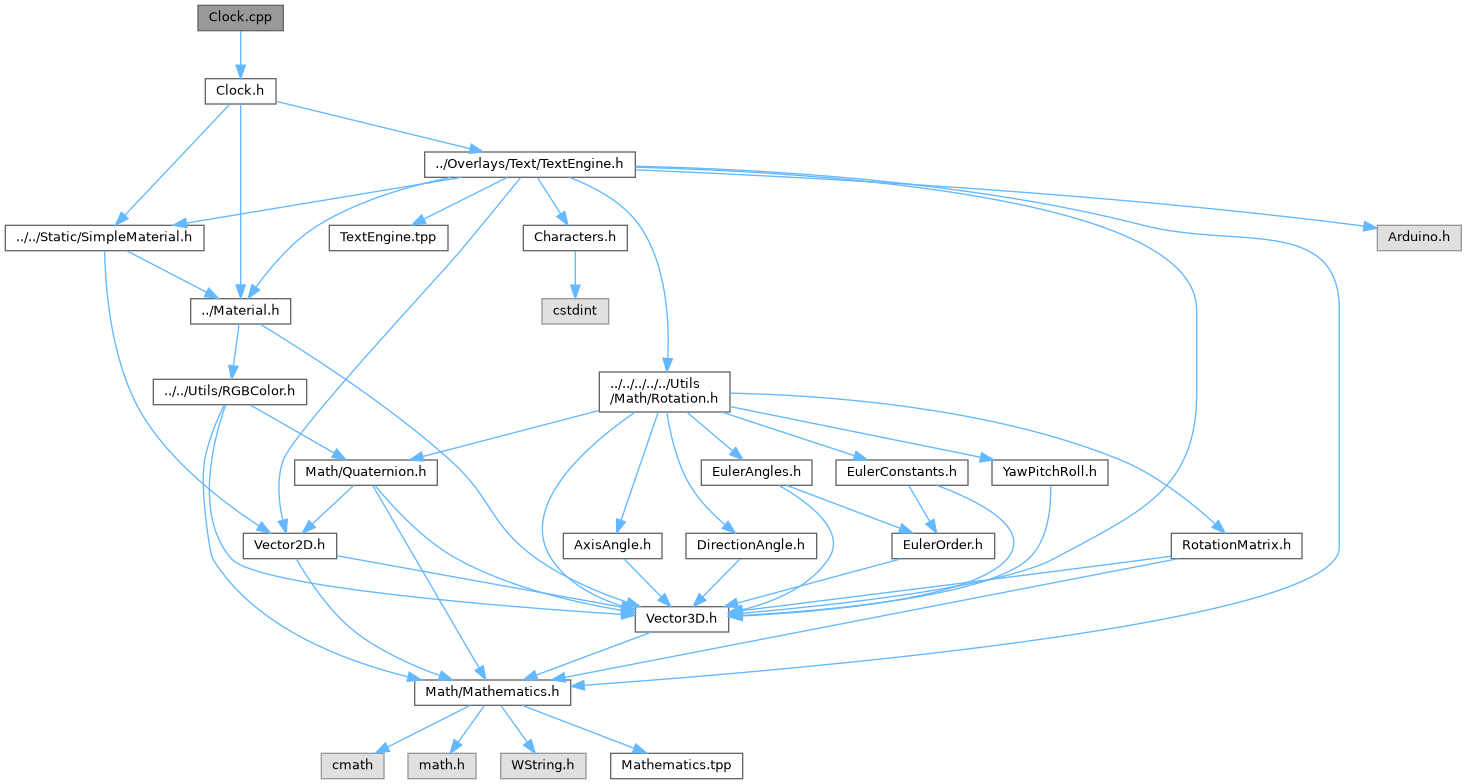 Clock.cpp
Clock.h
../Overlays/Text/TextEngine.h
../../Static/SimpleMaterial.h
TextEngine.tpp
Characters.h
Arduino.h
../Material.h
cstdint
../../Utils/RGBColor.h
../../../../../Utils
/Math/Rotation.h
Math/Quaternion.h
EulerAngles.h
EulerConstants.h
YawPitchRoll.h
Vector2D.h
AxisAngle.h
DirectionAngle.h
EulerOrder.h
RotationMatrix.h
Vector3D.h
Math/Mathematics.h
cmath
math.h
WString.h
Mathematics.tpp